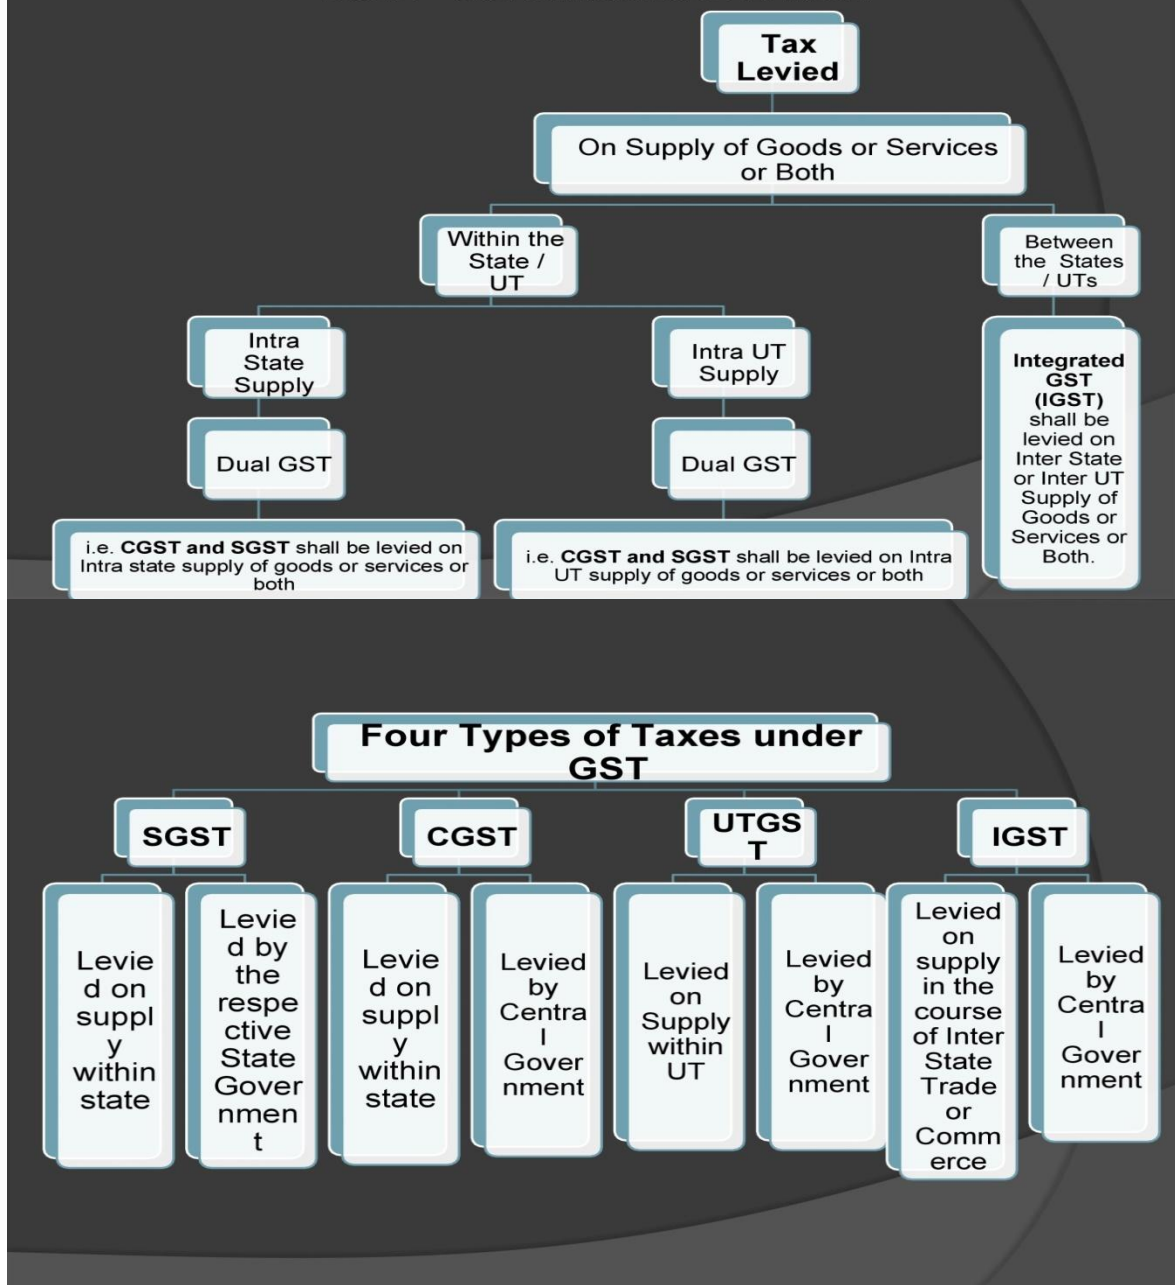 Tax
Levied
On Supply of Goods or Services
or Both
Within the
State /
UT
Between
the States
/ UTs
Intra
State
Supply
Intra UT
Supply
Integrated
GST
(IGST)
shall be
levied on
Inter State
or Inter UT
Supply of
Goods or
Services or
Both.
Dual GST
Dual GST
i.e. CGST and SGST shall be levied on
Intra state supply of goods or services or
both
i.e. CGST and SGST shall be levied on Intra
UT supply of goods or services or both
Four Types of Taxes under
GST
SGST
CGST
UTGS
T
IGST
Levie
d on
suppl
y
within
state
Levie
d by
the
respe
ctive
State
Gover
nmen
t
Levie
d on
suppl
y
within
state
Levied
by
Centra
l
Gover
nment
Levied
on
Supply
within
UT
Levied
by
Centra
l
Gover
nment
Levied
on
supply
in the
course
of Inter
State
Trade
or
Comm
erce
Levied
by
Centra
l
Gover
nment